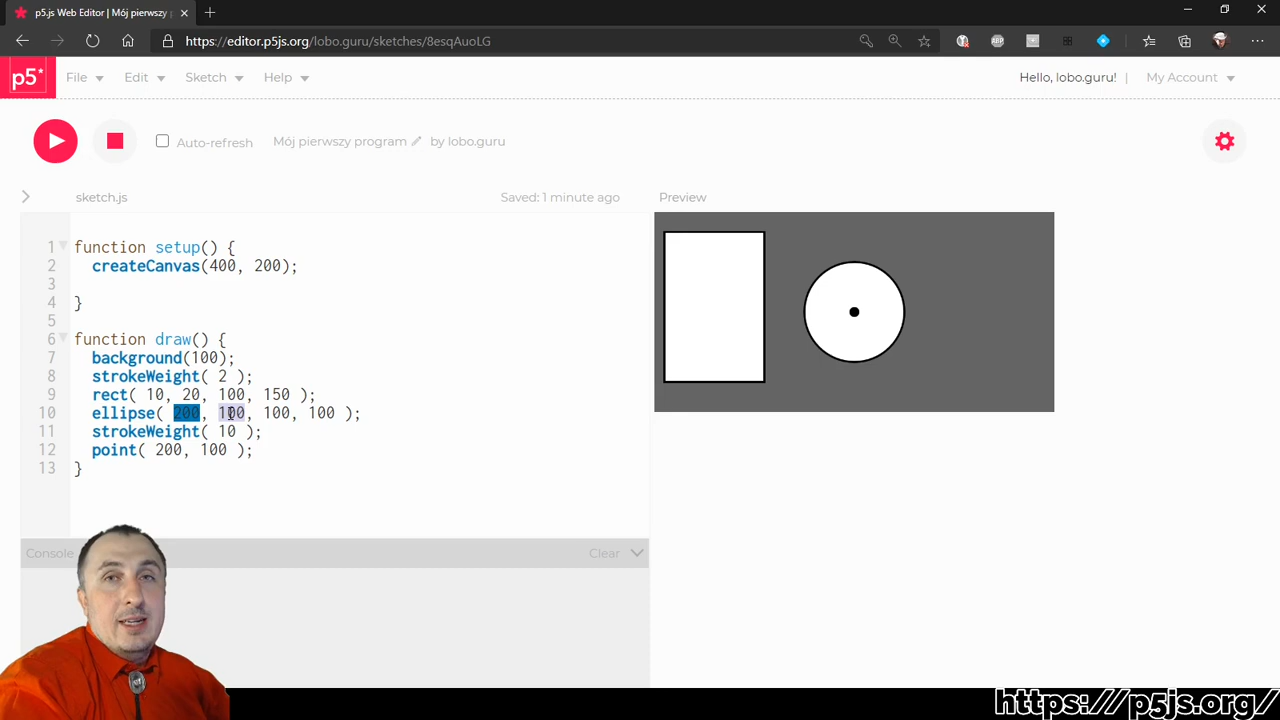 p5.js Web Editor | Mój pierwszy p
https://editor.p5js.org/lobo.guru/sketches/8esqAuoLG
ABP
p5* File Edit Sketch Help Hello, lobo.guru! | My Account
Auto-refresh Mój pierwszy program by lobo.guru
sketch.js Saved: 1 minute ago Preview
1 function setup() {
2 createCanvas(400, 200);
3
4 }
5
6 function draw() {
7 background(100);
8 strokeWeight( 2 );
9 rect( 10, 20, 100, 150 );
10 ellipse( 200, 100, 100, 100 );
11 strokeWeight( 10 );
12 point( 200, 100 );
13 }
Console Clear
https://p5js.org/